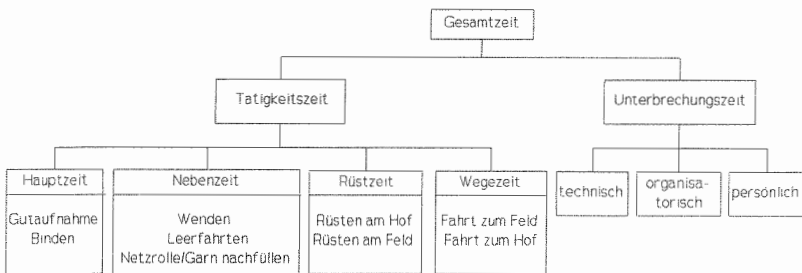 Gesamtzeit
Tätigkeitszeit
Unterbrechungszeit
Hauptzeit
Gutaufnahme
Binden
Nebenzeit
Wenden
Leerfahrten
Netzrolle/Garn nachfüllen
Rüstzeit
Rüsten am Hof
Rüsten am Feld
Wegezeit
Fahrt zum Feld
Fahrt zum Hof
technisch
organisa-
torisch
persönlich